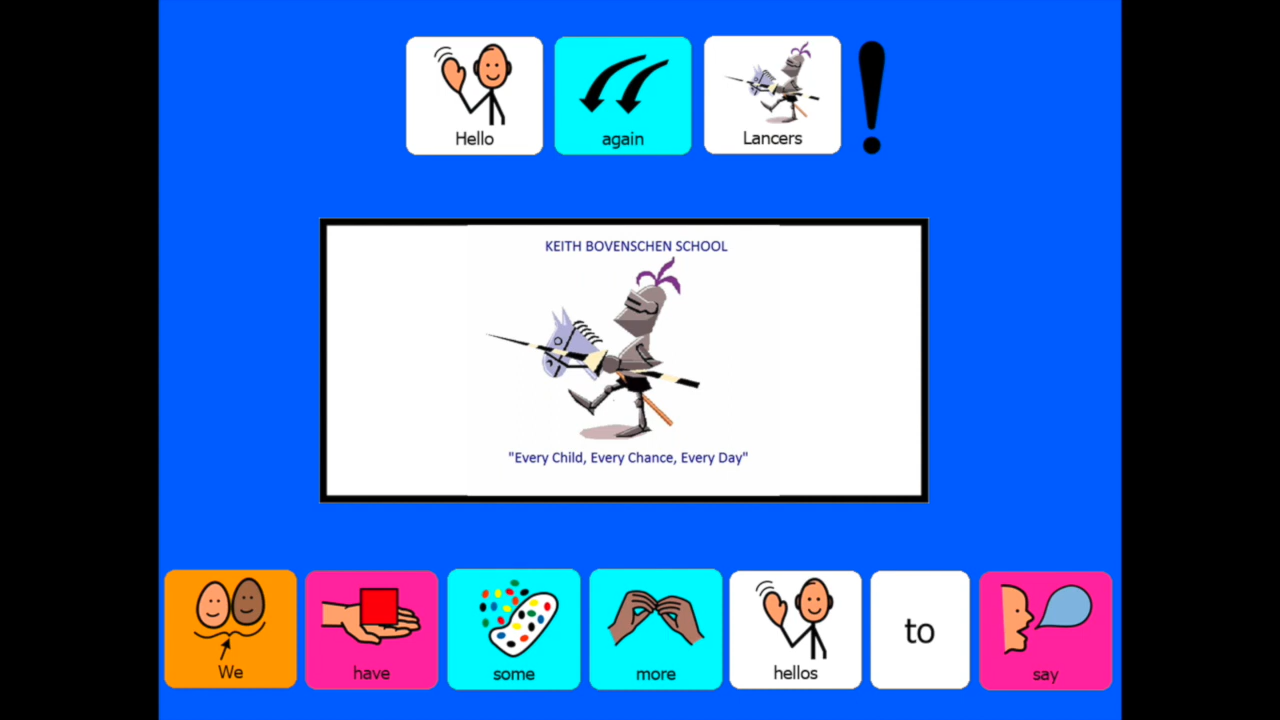 Hello again Lancers !
KEITH BOVENSCHEN SCHOOL
"Every Child, Every Chance, Every Day"
We have some more hellos to say